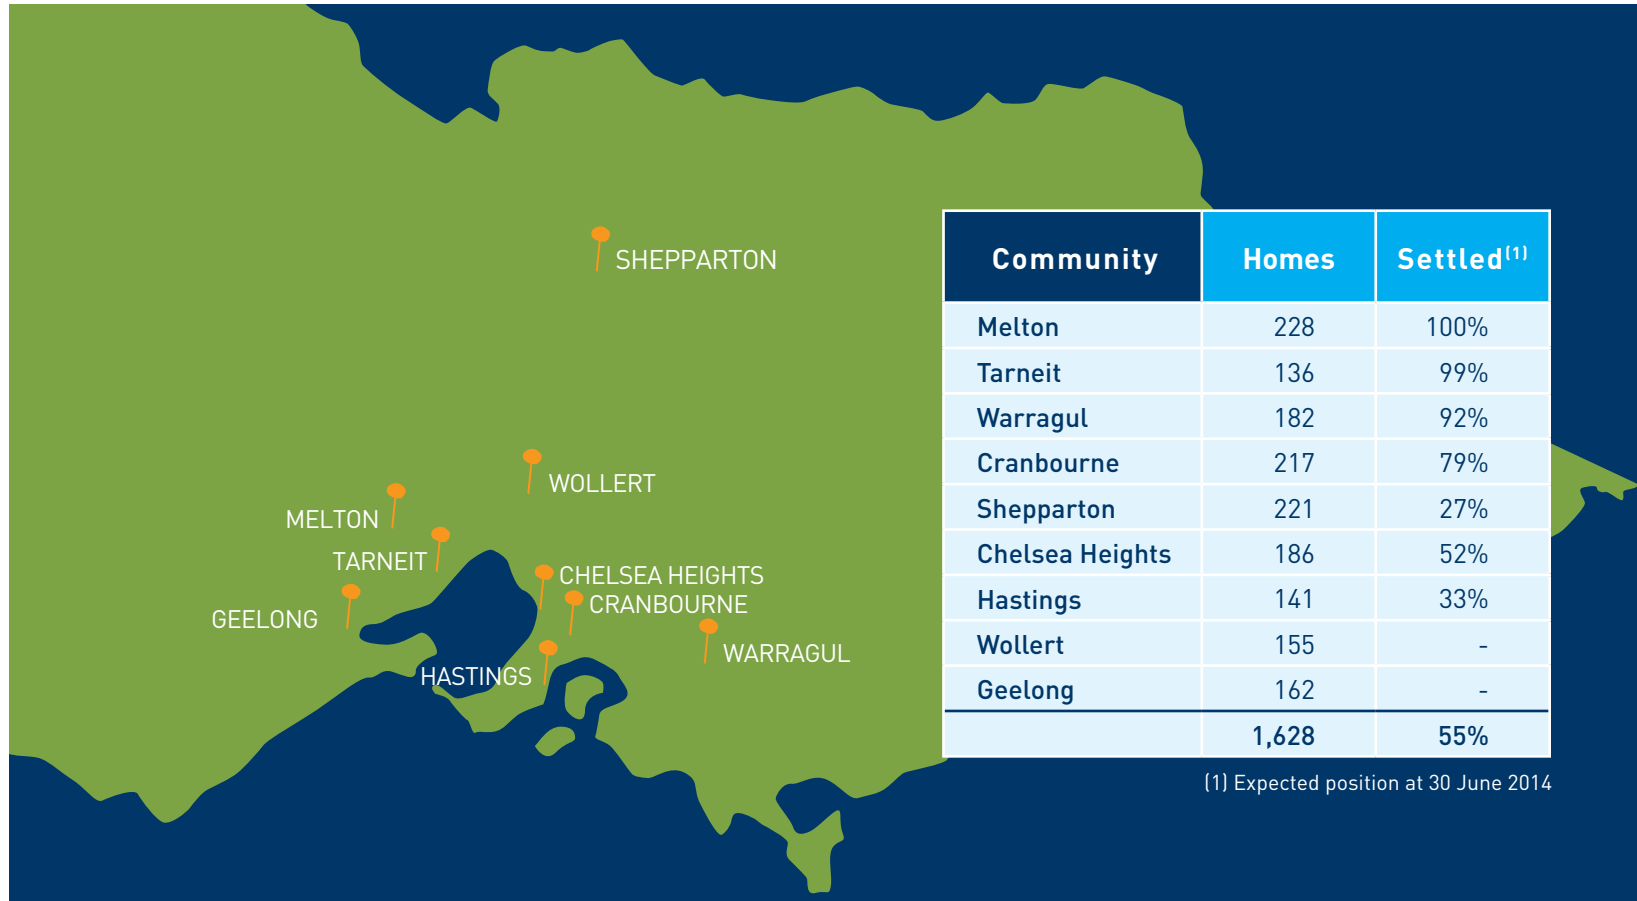 SHEPPARTON
WOLLERT
MELTON
TARNEIT
CHELSEA HEIGHTS
CRANBOURNE
GEELONG
WARRAGUL
HASTINGS
Community Homes Settled(1)
Melton 228 100%
Tarneit 136 99%
Warragul 182 92%
Cranbourne 217 79%
Shepparton 221 27%
Chelsea Heights 186 52%
Hastings 141 33%
Wollert 155 -
Geelong 162 -
1,628 55%
(1) Expected position at 30 June 2014